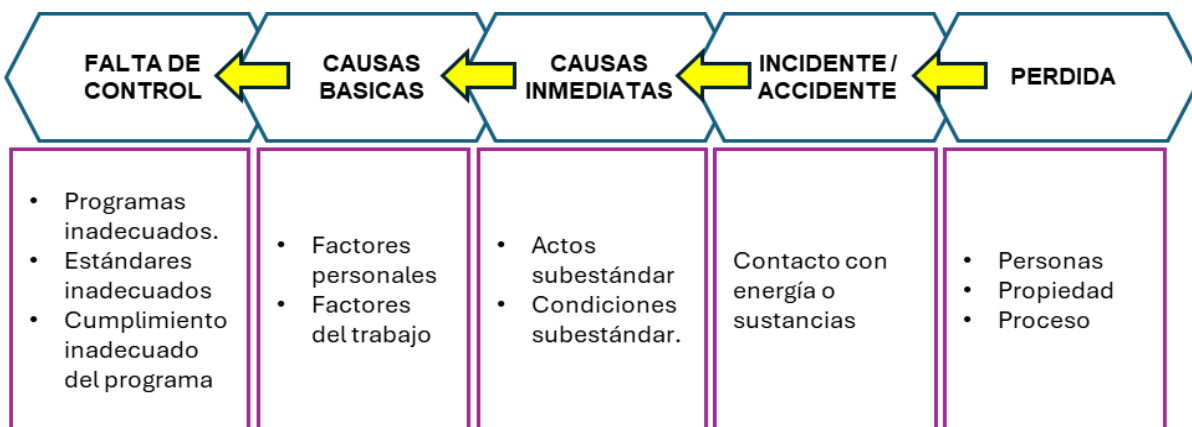 FALTA DE
CONTROL
CAUSAS
BASICAS
CAUSAS
INMEDIATAS
INCIDENTE /
ACCIDENTE
PERDIDA
• Programas
inadecuados.
• Estándares
inadecuados
• Cumplimiento
inadecuado
del programa
• Factores
personales
• Factores
del trabajo
• Actos
subestándar
• Condiciones
subestándar.
Contacto con
energía o
sustancias
• Personas
• Propiedad
• Proceso